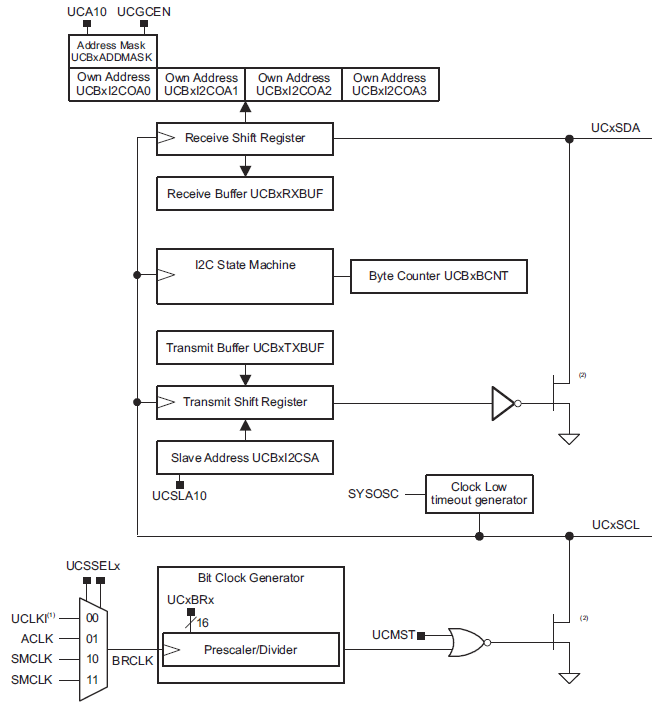 UCA10 UCGCEN
Address Mask
UCBxADDMASK
Own Address
UCBxI2COA0
Own Address
UCBxI2COA1
Own Address
UCBxI2COA2
Own Address
UCBxI2COA3
Receive Shift Register
UCxSDA
Receive Buffer UCBxRXBUF
I2C State Machine
Byte Counter UCBxBCNT
Transmit Buffer UCBxTXBUF
(2)
Transmit Shift Register
Slave Address UCBxI2CSA
UCSLA10
SYSOSC
Clock Low
timeout generator
UCxSCL
UCSSELx
Bit Clock Generator
UCxBRx
16
UCLKI(1) 00
ACLK 01
SMCLK 10
SMCLK 11
BRCLK
Prescaler/Divider
UCMST
(2)